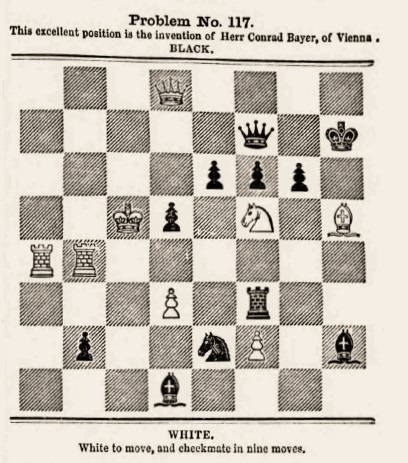 Problem No. 117.
This excellent position is the invention of Herr Conrad Bayer, of Vienna .
BLACK.
WHITE.
White to move, and checkmate in nine moves.